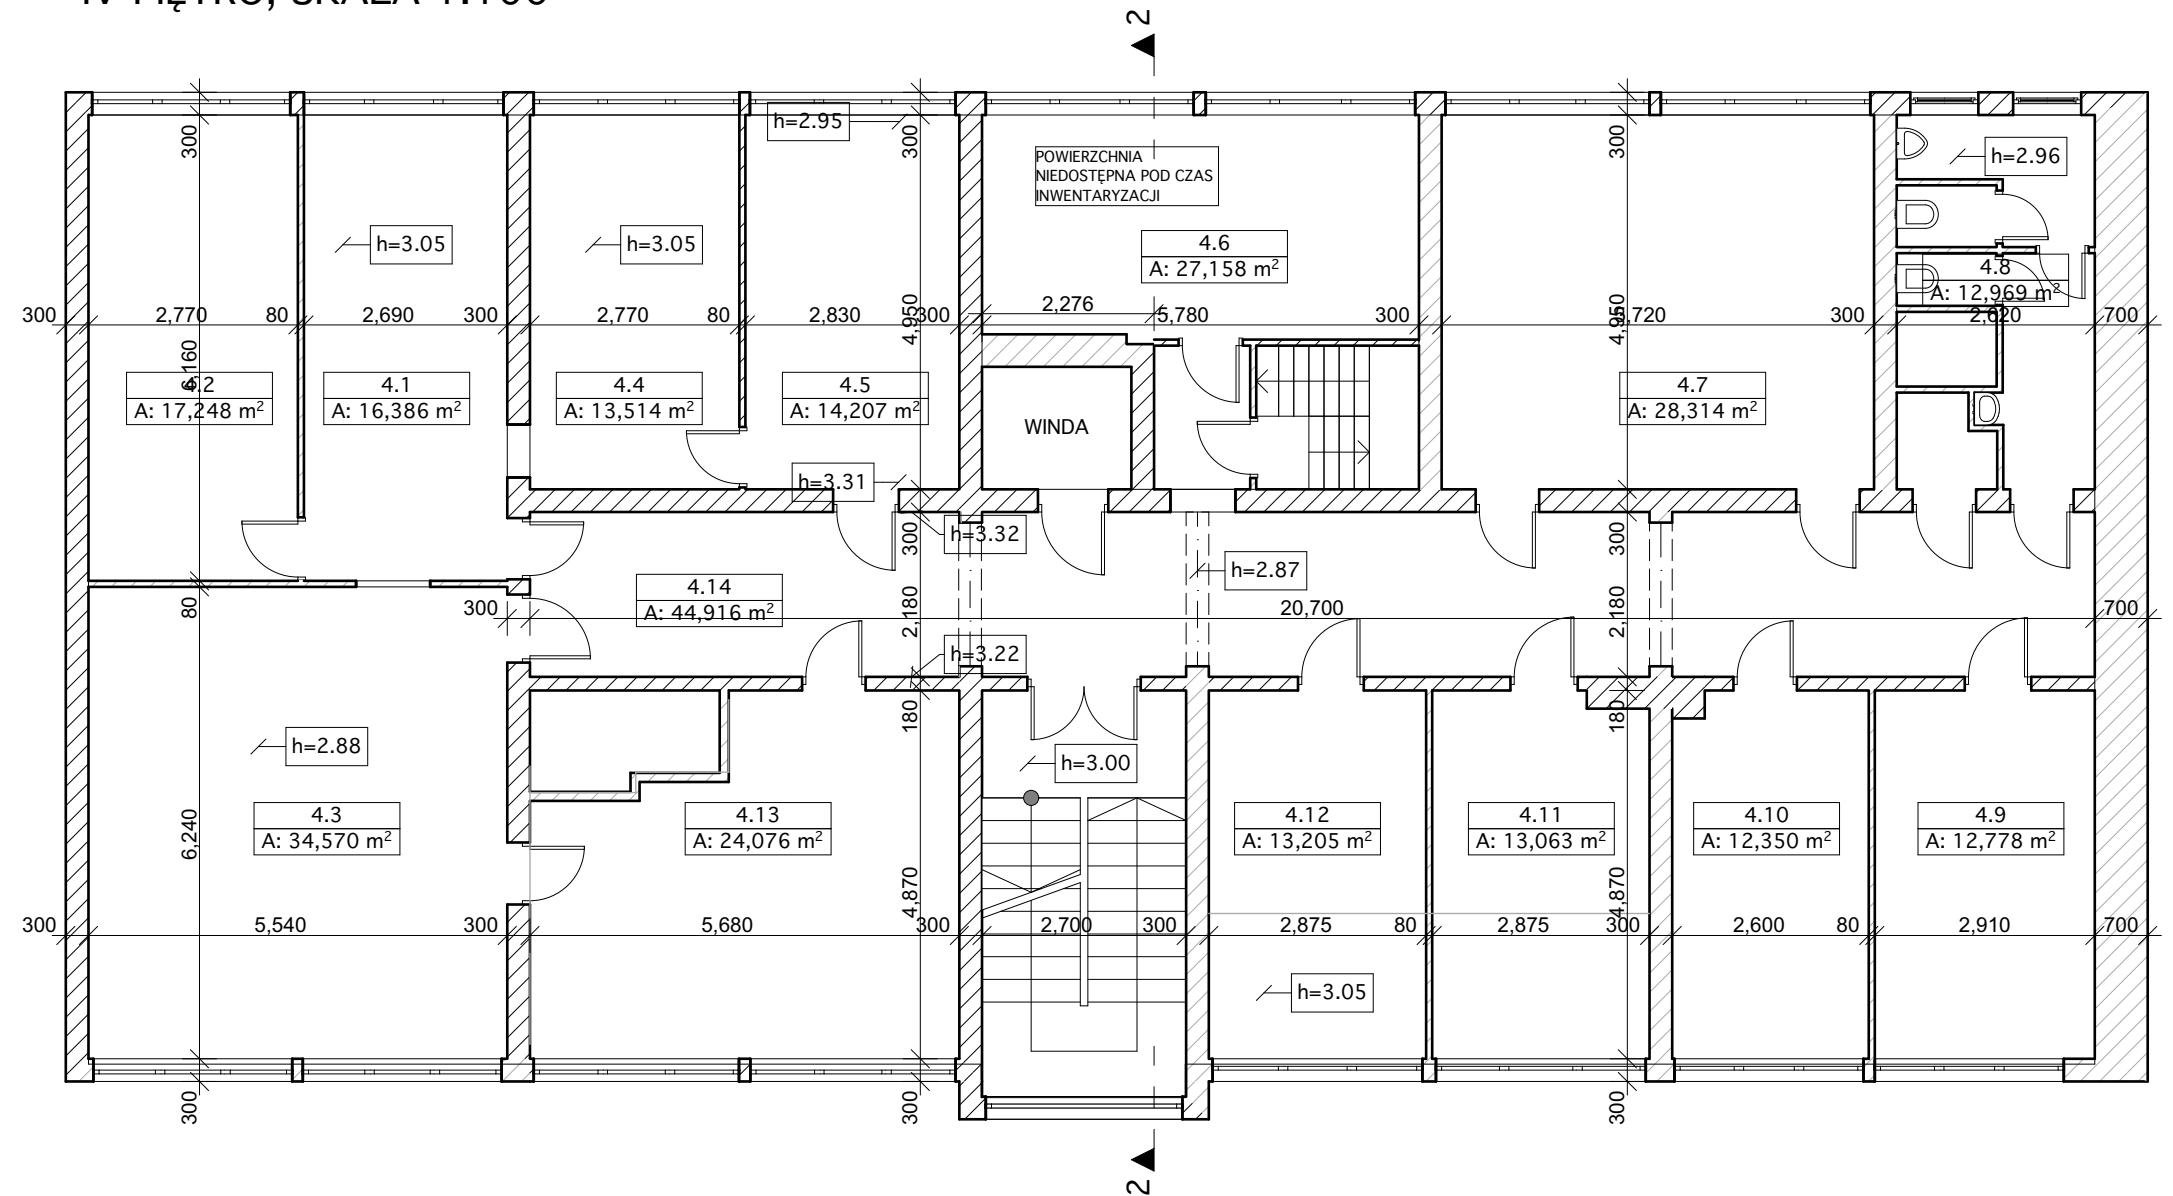 IV PIĘTRO, SKALA 1:100
2
300
300
300
h=2.95
POWIERZCHNIA
NIEDOSTĘPNA POD CZAS
INWENTARYZACJI
h=2.96
h=3.05
h=3.05
4.6
A: 27,158 m²
4.8
A: 12,969 m²
300
2,770
80
2,690
300
2,770
80
2,830
4,950
300
2,276
5,780
300
4,950
5,720
300
2,620
700
6,160
4.2
A: 17,248 m²
4.1
A: 16,386 m²
4.4
A: 13,514 m²
4.5
A: 14,207 m²
WINDA
4.7
A: 28,314 m²
h=3.31
300
h=3.32
300
h=2.87
4.14
A: 44,916 m²
80
300
2,180
20,700
2,180
700
h=3.22
180
180
h=2.88
h=3.00
4.3
A: 34,570 m²
4.13
A: 24,076 m²
4.12
A: 13,205 m²
4.11
A: 13,063 m²
4.10
A: 12,350 m²
4.9
A: 12,778 m²
6,240
4,870
4,870
300
5,540
300
5,680
300
2,700
300
2,875
80
2,875
300
2,600
80
2,910
700
h=3.05
300
300
300
2